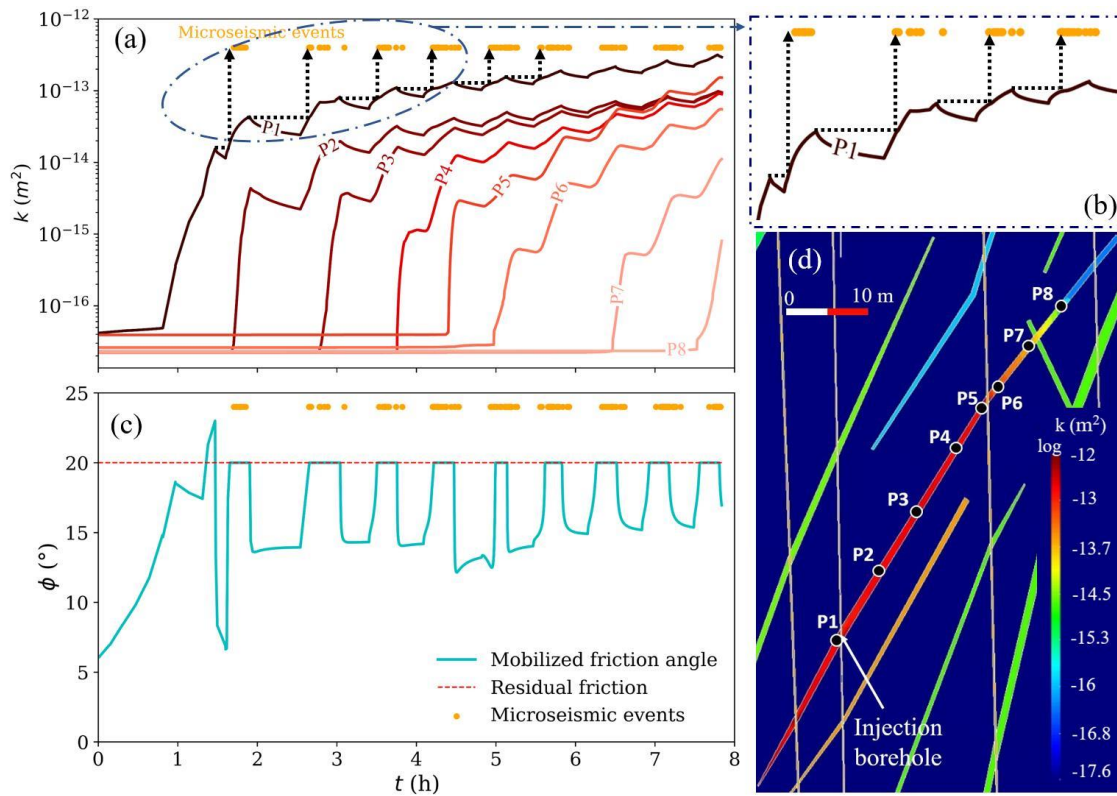 (a)
Microseismic events
10⁻¹²
10⁻¹³
10⁻¹⁴
10⁻¹⁵
10⁻¹⁶
k (m²)
P1
P2
P3
P4
P5
P6
P7
P8
P1
(b)
(c)
25
20
15
10
5
0
ϕ (°)
Mobilized friction angle
Residual friction
Microseismic events
0 1 2 3 4 5 6 7 8
t (h)
(d)
0 10 m
P8
P7
P6
P5
P4
P3
P2
P1
Injection
borehole
k (m²)
log
-12
-13
-13.7
-14.5
-15.3
-16
-16.8
-17.6